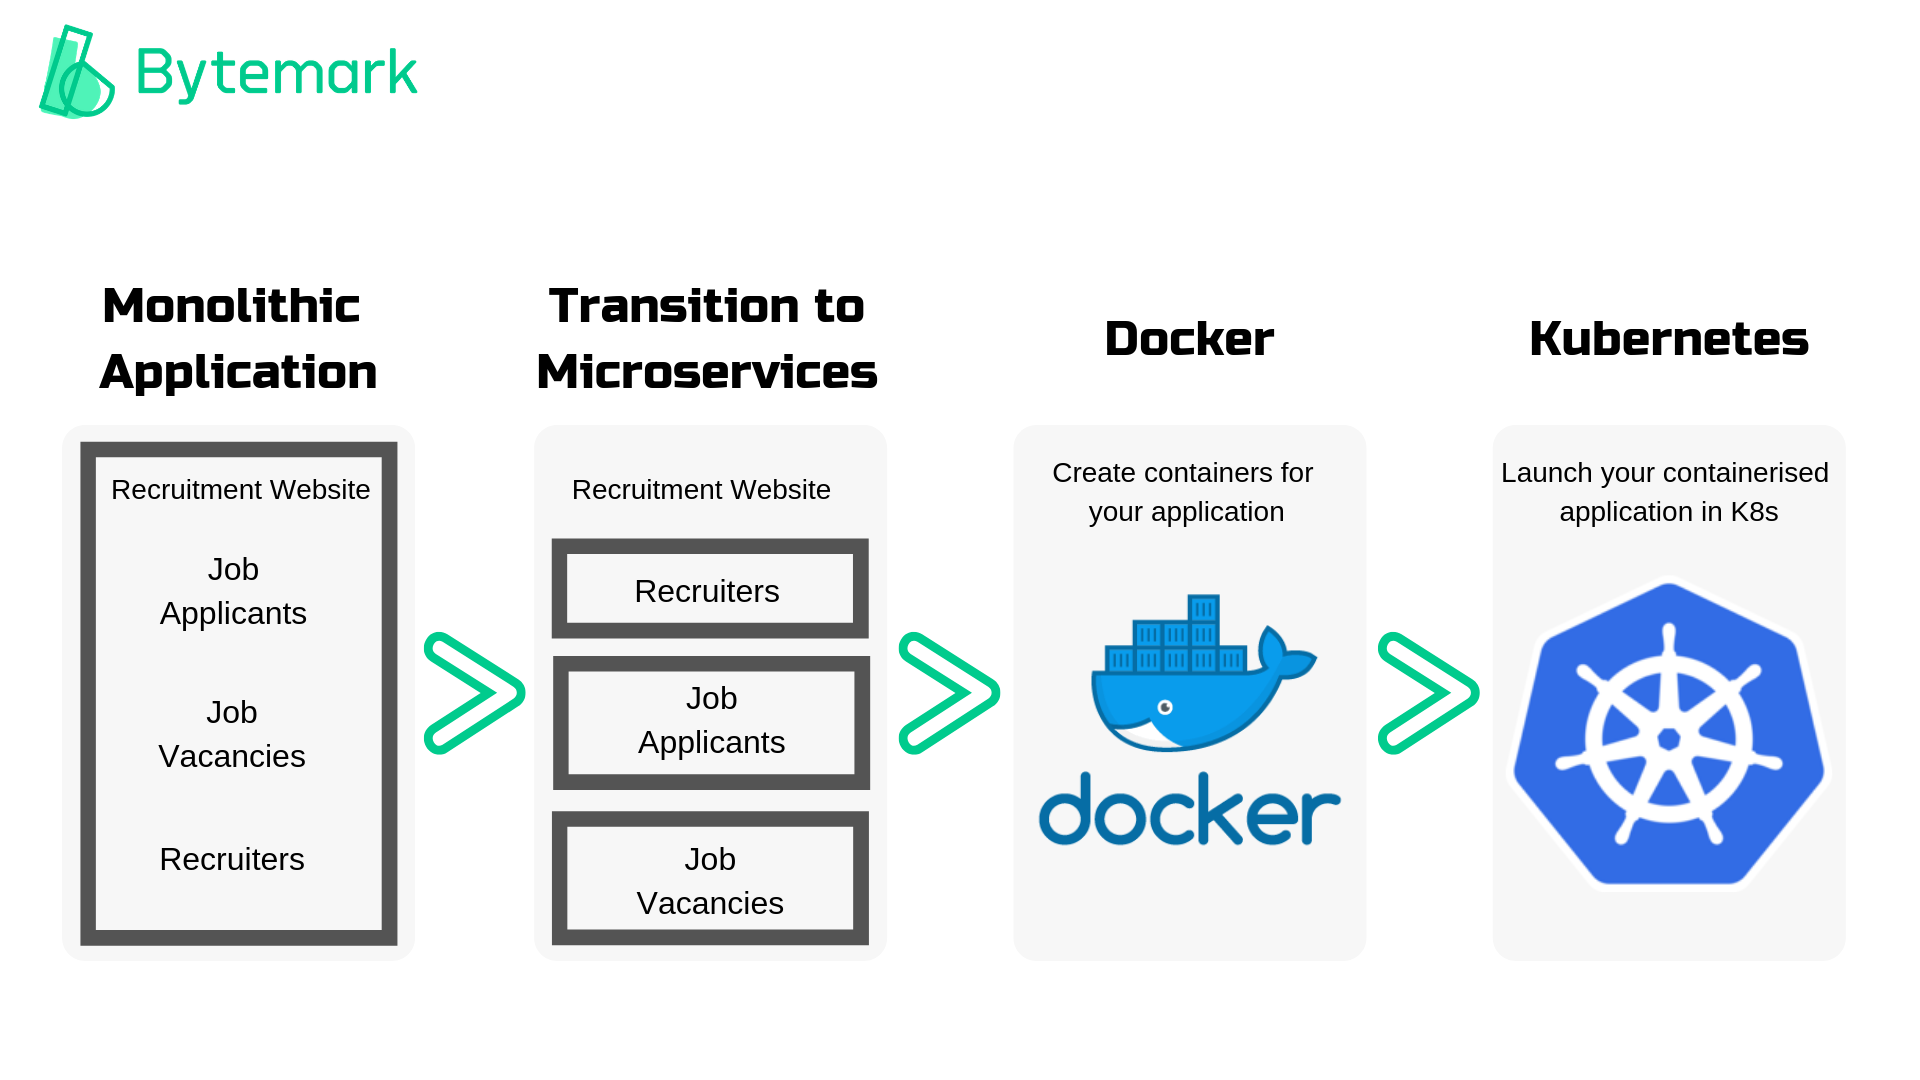 Bytemark
Monolithic
Application
Recruitment Website
Job
Applicants
Job
Vacancies
Recruiters
Transition to
Microservices
Recruitment Website
Recruiters
Job
Applicants
Job
Vacancies
Docker
Create containers for
your application
docker
Kubernetes
Launch your containerised
application in K8s